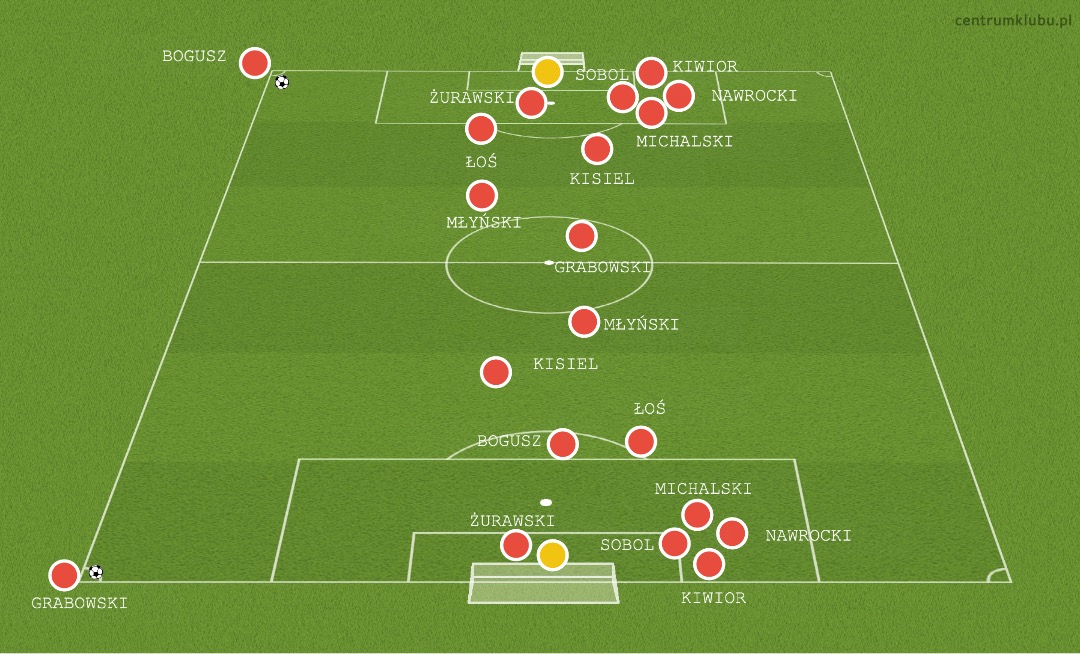 centrumklubu.pl
BOGUSZ
KIWIOR
SOBOL
ŻURAWSKI
NAWROCKI
MICHALSKI
ŁOŚ
KISIEL
MŁYŃSKI
GRABOWSKI
MŁYŃSKI
KISIEL
ŁOŚ
BOGUSZ
MICHALSKI
ŻURAWSKI
NAWROCKI
SOBOL
KIWIOR
GRABOWSKI